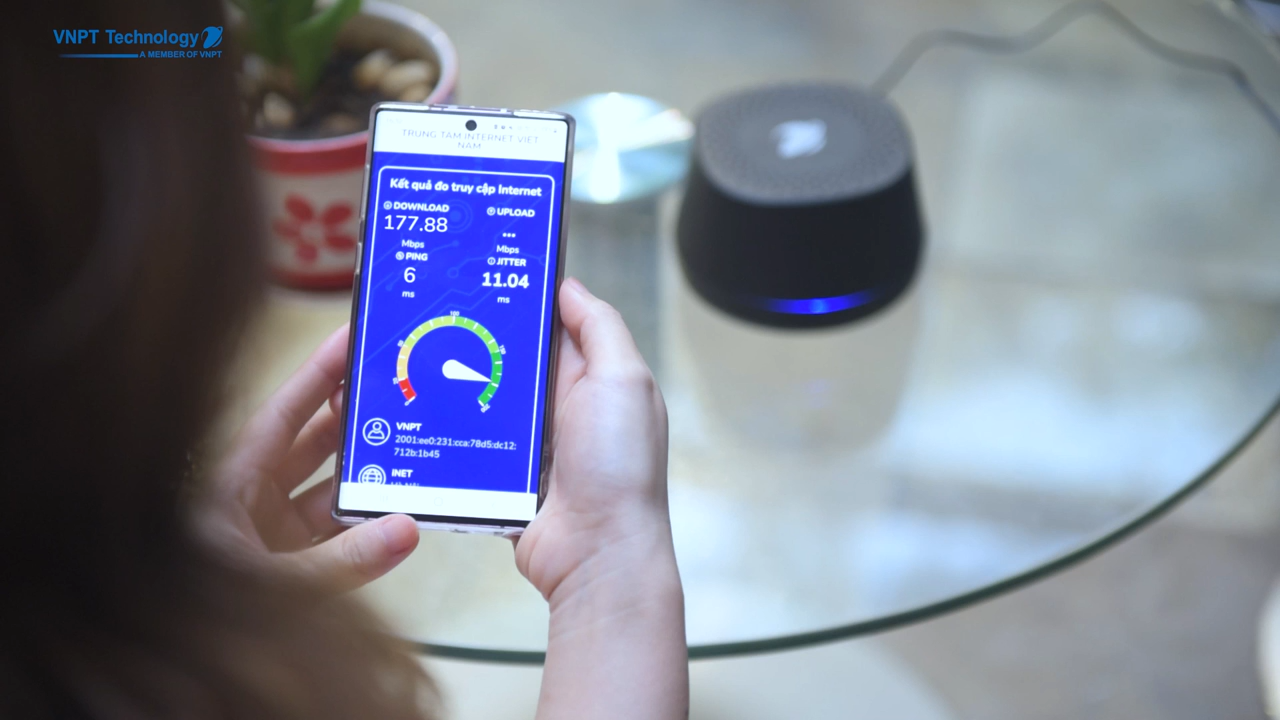 VNPT Technology
A MEMBER OF VNPT
TRUNG TÂM INTERNET VIỆT
NAM
Kết quả đo truy cập Internet
DOWNLOAD
177.88
Mbps
UPLOAD
...
Mbps
PING
6
ms
JITTER
11.04
ms
100
VNPT
2001:ee0:231:cca:78d5:dc12:
712b:1b45
iNET